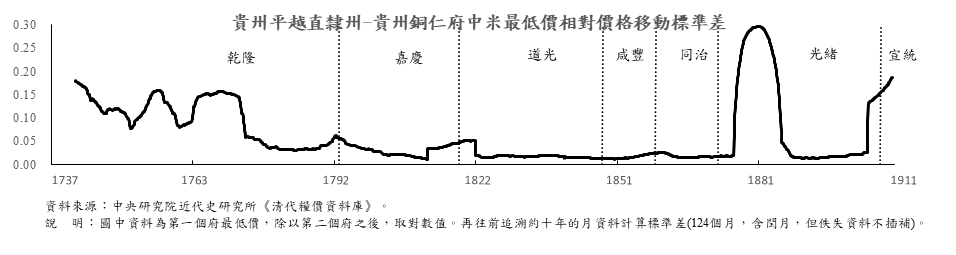 貴州平越直隸州-貴州銅仁府中米最低價相對價格移動標準差
0.30
0.25
0.20
0.15
0.10
0.05
0.00
乾隆 嘉慶 道光 咸豐 同治 光緒 宣統
1737 1763 1792 1822 1851 1881 1911
資料來源：中央研究院近代史研究所《清代糧價資料庫》。
說　明：圖中資料為第一個府最低價，除以第二個府之後，取對數值。再往前追溯約十年的月資料計算標準差(124個月，含閏月，但佚失資料不插補)。